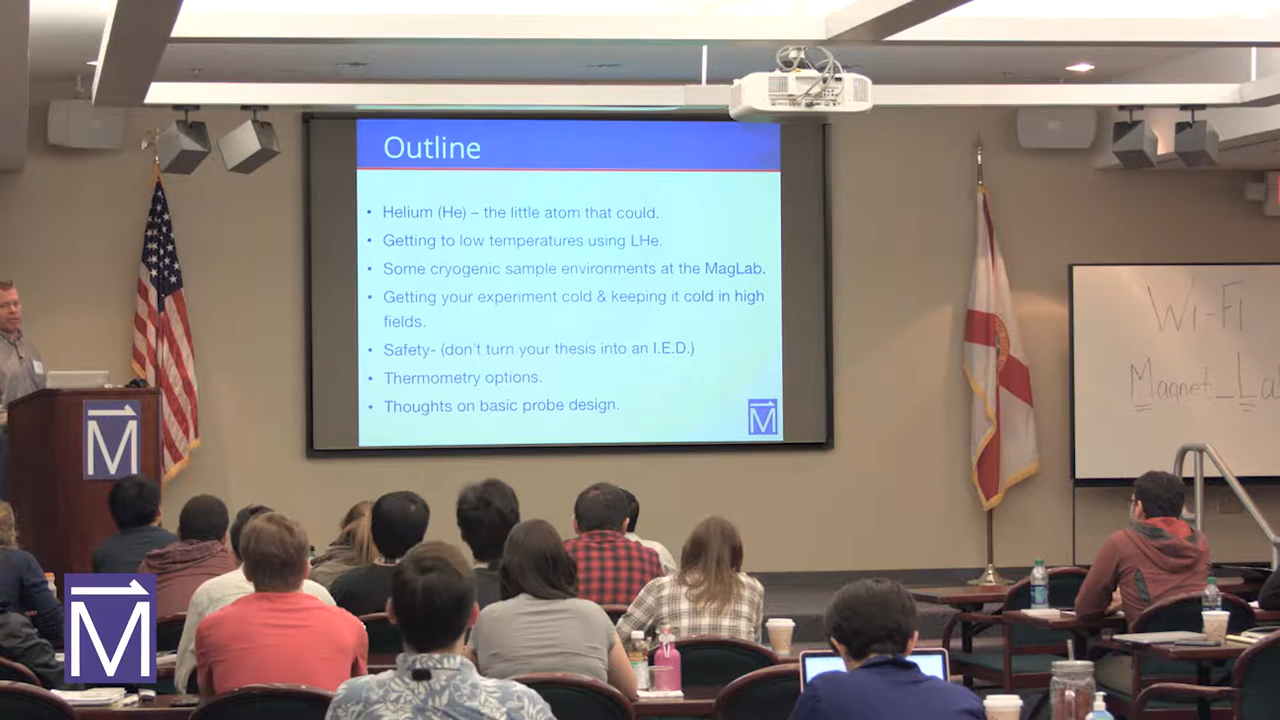 Outline
• Helium (He) – the little atom that could.
• Getting to low temperatures using LHe.
• Some cryogenic sample environments at the MagLab.
• Getting your experiment cold & keeping it cold in high
fields.
• Safety- (don't turn your thesis into an I.E.D.)
• Thermometry options.
• Thoughts on basic probe design.
M
Wi-Fi
Magnet_La
M
M